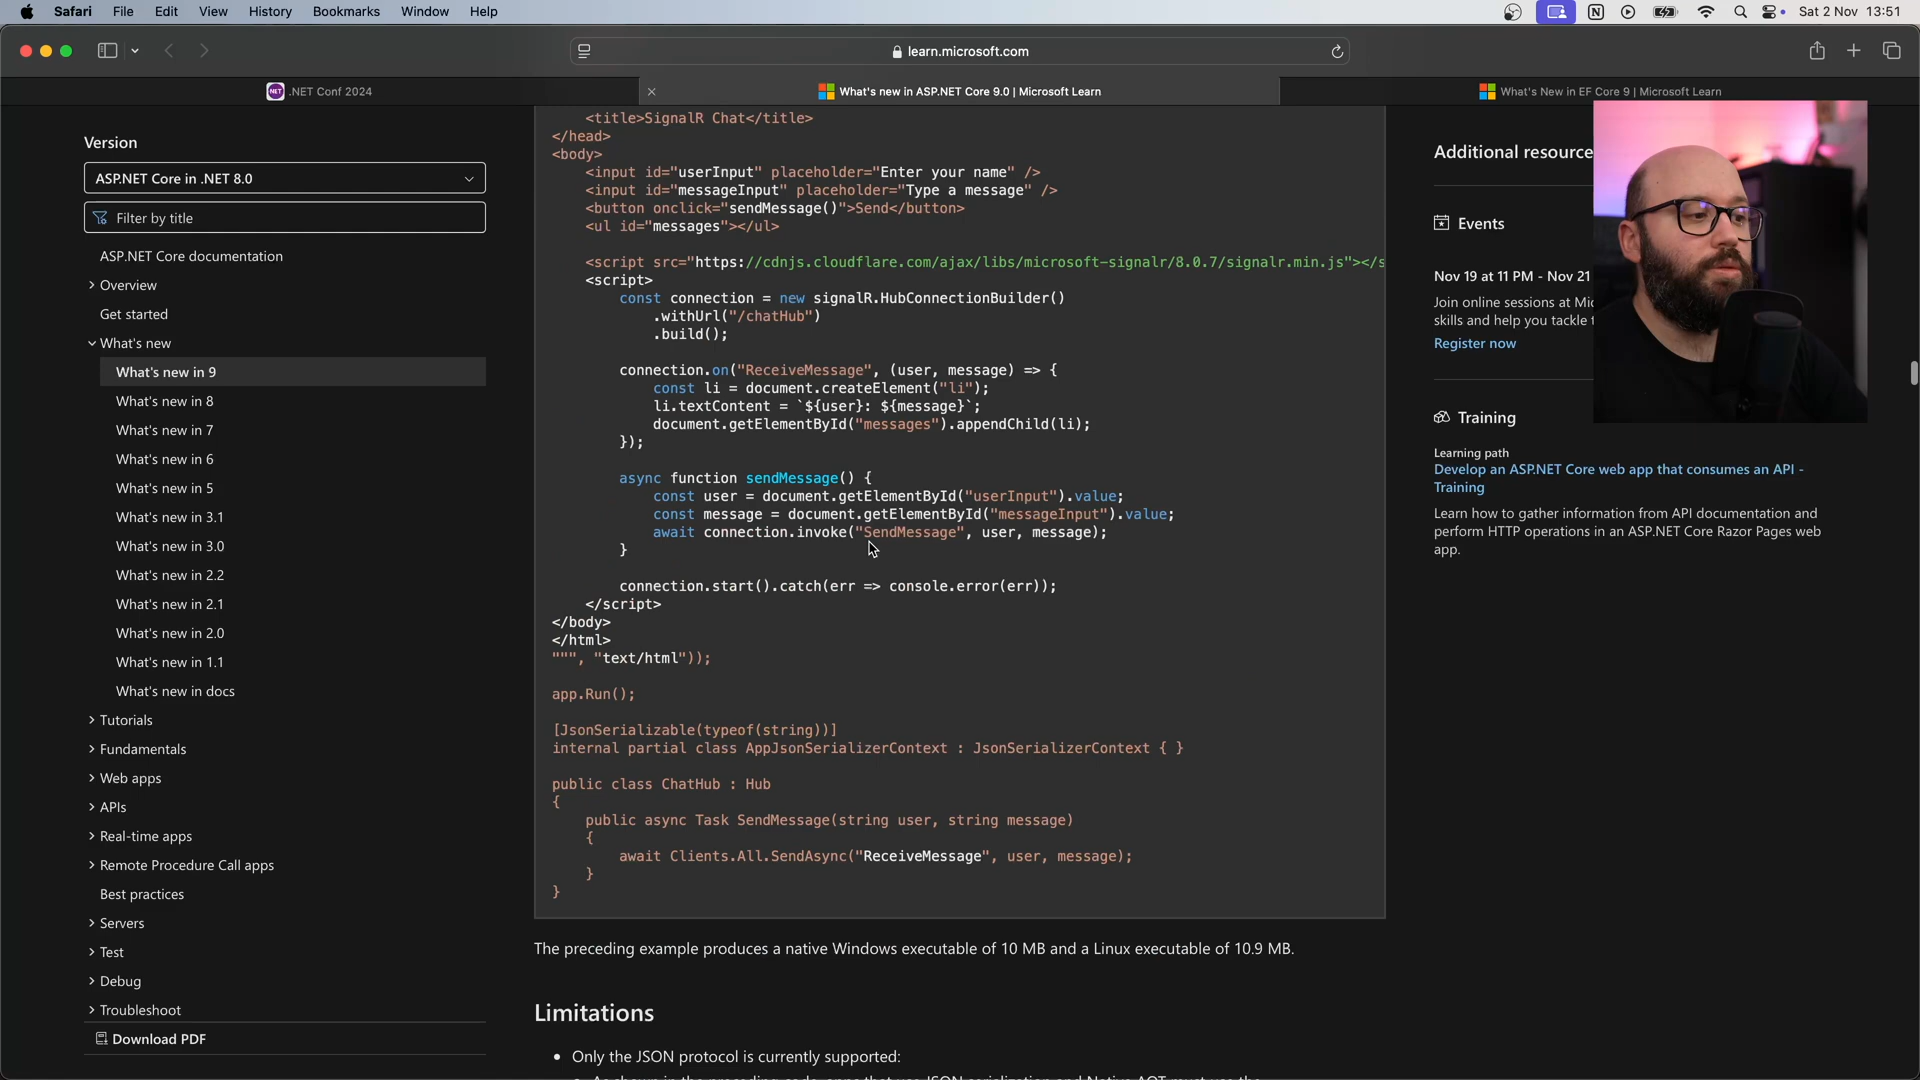 Safari File Edit View History Bookmarks Window Help
Sat 2 Nov 13:51
learn.microsoft.com
.NET Conf 2024
What's new in ASP.NET Core 9.0 | Microsoft Learn
What's New in EF Core 9 | Microsoft Learn
Version
ASP.NET Core in .NET 8.0
Filter by title
ASP.NET Core documentation
Overview
Get started
What's new
What's new in 9
What's new in 8
What's new in 7
What's new in 6
What's new in 5
What's new in 3.1
What's new in 3.0
What's new in 2.2
What's new in 2.1
What's new in 2.0
What's new in 1.1
What's new in docs
Tutorials
Fundamentals
Web apps
APIs
Real-time apps
Remote Procedure Call apps
Best practices
Servers
Test
Debug
Troubleshoot
Download PDF
<title>SignalR Chat</title>
</head>
<body>
<input id="userInput" placeholder="Enter your name" />
<input id="messageInput" placeholder="Type a message" />
<button onclick="sendMessage()">Send</button>
<ul id="messages"></ul>
<script src="https://cdnjs.cloudflare.com/ajax/libs/microsoft-signalr/8.0.7/signalr.min.js"></s
<script>
const connection = new signalR.HubConnectionBuilder()
.withUrl("/chatHub")
.build();
connection.on("ReceiveMessage", (user, message) => {
const li = document.createElement("li");
li.textContent = `${user}: ${message}`;
document.getElementById("messages").appendChild(li);
});
async function sendMessage() {
const user = document.getElementById("userInput").value;
const message = document.getElementById("messageInput").value;
await connection.invoke("SendMessage", user, message);
}
connection.start().catch(err => console.error(err));
</script>
</body>
</html>
""", "text/html"));
app.Run();
[JsonSerializable(typeof(string))]
internal partial class AppJsonSerializerContext : JsonSerializerContext { }
public class ChatHub : Hub
{
public async Task SendMessage(string user, string message)
{
await Clients.All.SendAsync("ReceiveMessage", user, message);
}
}
The preceding example produces a native Windows executable of 10 MB and a Linux executable of 10.9 MB.
Limitations
• Only the JSON protocol is currently supported:
Additional resource
Events
Nov 19 at 11 PM - Nov 21
Join online sessions at Mic
skills and help you tackle t
Register now
Training
Learning path
Develop an ASP.NET Core web app that consumes an API -
Training
Learn how to gather information from API documentation and
perform HTTP operations in an ASP.NET Core Razor Pages web
app.